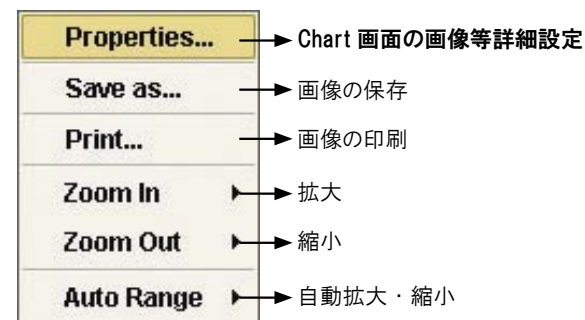 Properties... Chart 画面の画像等詳細設定
Save as... 画像の保存
Print... 画像の印刷
Zoom In 拡大
Zoom Out 縮小
Auto Range 自動拡大・縮小